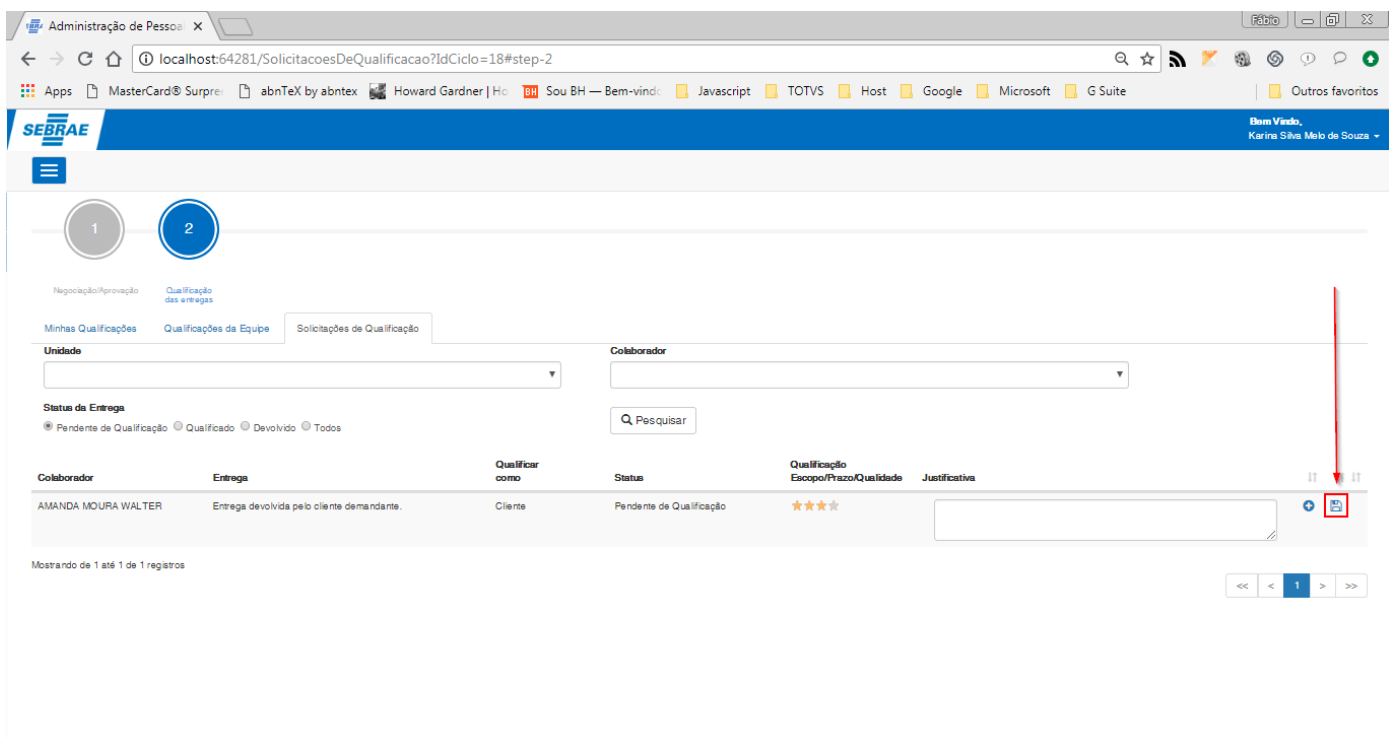 Administração de Pessoal
Fábio
localhost:64281/SolicitacoesDeQualificacao?IdCiclo=18#step-2
Apps MasterCard® Surpre abnTeX by abntex Howard Gardner | Ho BH Sou BH — Bem-vindo Javascript TOTVS Host Google Microsoft G Suite Outros favoritos
SEBRAE
Bem Vindo,
Karina Silva Melo de Souza
1 2
Negociação/Aprovação Qualificação
das entregas
Minhas Qualificações Qualificações da Equipe Solicitações de Qualificação
Unidade Colaborador
Status da Entrega
Pendente de Qualificação Qualificado Devolvido Todos
Pesquisar
Qualificar Qualificação
Colaborador Entrega como Status Escopo/Prazo/Qualidade Justificativa
AMANDA MOURA WALTER Entrega devolvida pelo cliente demandante. Cliente Pendente de Qualificação
Mostrando de 1 até 1 de 1 registros
<< < 1 > >>